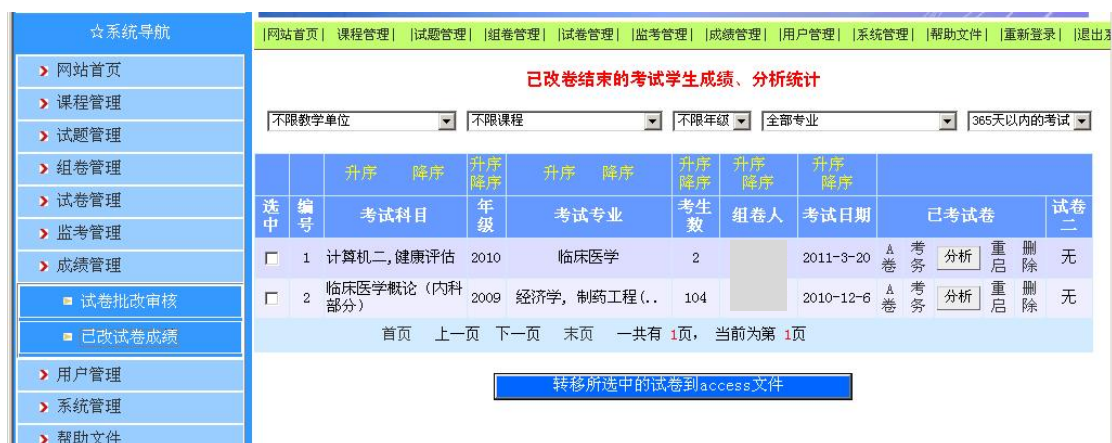 ☆系统导航
|网站首页| 课程管理| |试题管理| |组卷管理| |试卷管理| |监考管理| |成绩管理| |用户管理| |系统管理| |帮助文件| |重新登录| |退出
网站首页
课程管理
试题管理
组卷管理
试卷管理
监考管理
成绩管理
试卷批改审核
已改试卷成绩
用户管理
系统管理
帮助文件
已改卷结束的考试学生成绩、分析统计
不限教学单位 不限课程 不限年级 全部专业 365天以内的考试
升序 降序 升序 降序 升序 降序 升序 降序 升序 降序 升序 降序
选中 编号 考试科目 年级 考试专业 考生数 组卷人 考试日期 已考试卷 试卷二
1 计算机二,健康评估 2010 临床医学 2 2011-3-20 A卷 考务 分析 重启 删除 无
2 临床医学概论（内科部分） 2009 经济学, 制药工程(.. 104 2010-12-6 A卷 考务 分析 重启 删除 无
首页 上一页 下一页 末页 一共有 1页, 当前为第 1页
转移所选中的试卷到access文件